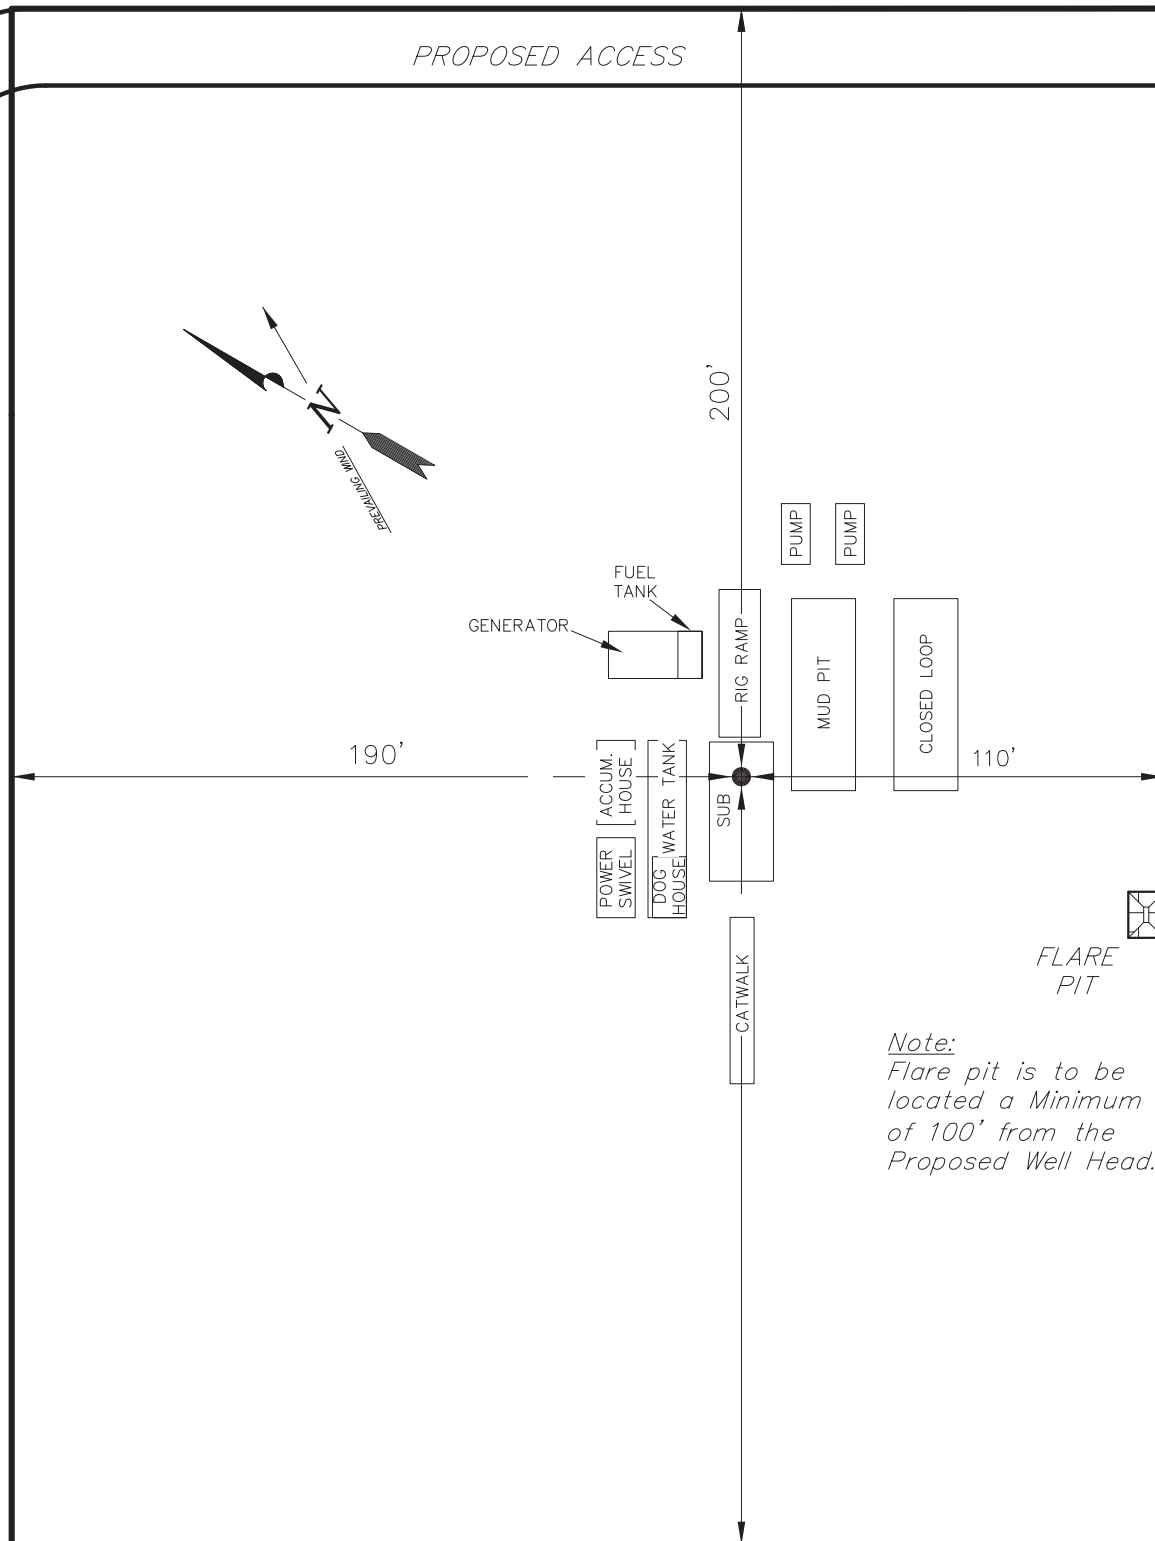 PROPOSED ACCESS
200'
N
PREVAILING WIND
PUMP
PUMP
FUEL
TANK
GENERATOR
RIG RAMP
MUD PIT
CLOSED LOOP
190'
110'
ACCUM.
HOUSE
WATER TANK
SUB
POWER
SWIVEL
DOG
HOUSE
CATWALK
FLARE
PIT
Note:
Flare pit is to be
located a Minimum
of 100' from the
Proposed Well Head.